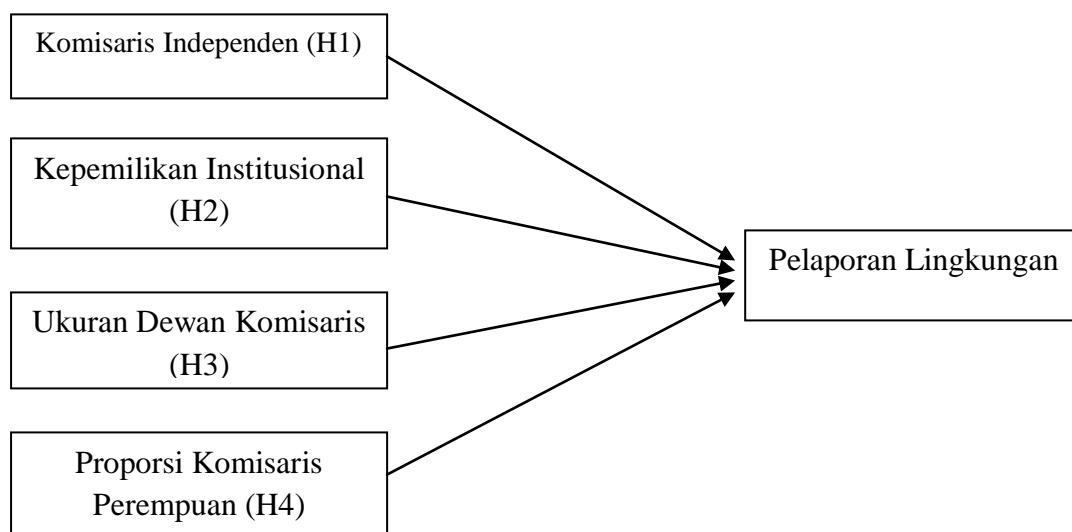 Komisaris Independen (H1)
Kepemilikan Institusional
(H2)
Ukuran Dewan Komisaris
(H3)
Proporsi Komisaris
Perempuan (H4)
Pelaporan Lingkungan